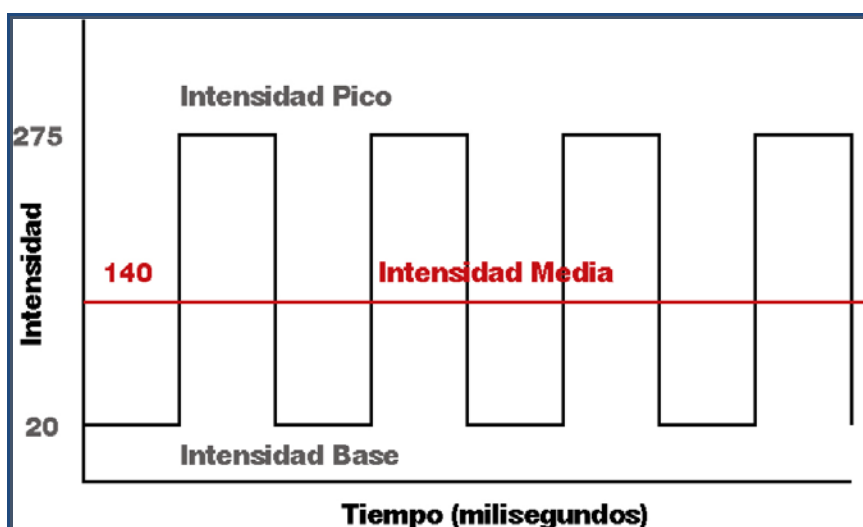 Intensidad Pico
275
Intensidad
140
Intensidad Media
20
Intensidad Base
Tiempo (milisegundos)